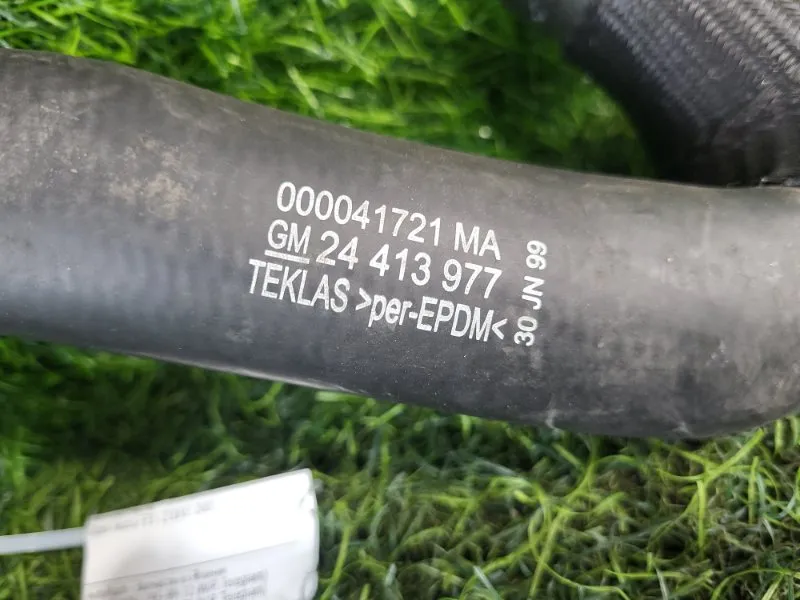 000041721 MA
GM 24 413 977
TEKLAS >per-EPDM<
30 JN 99